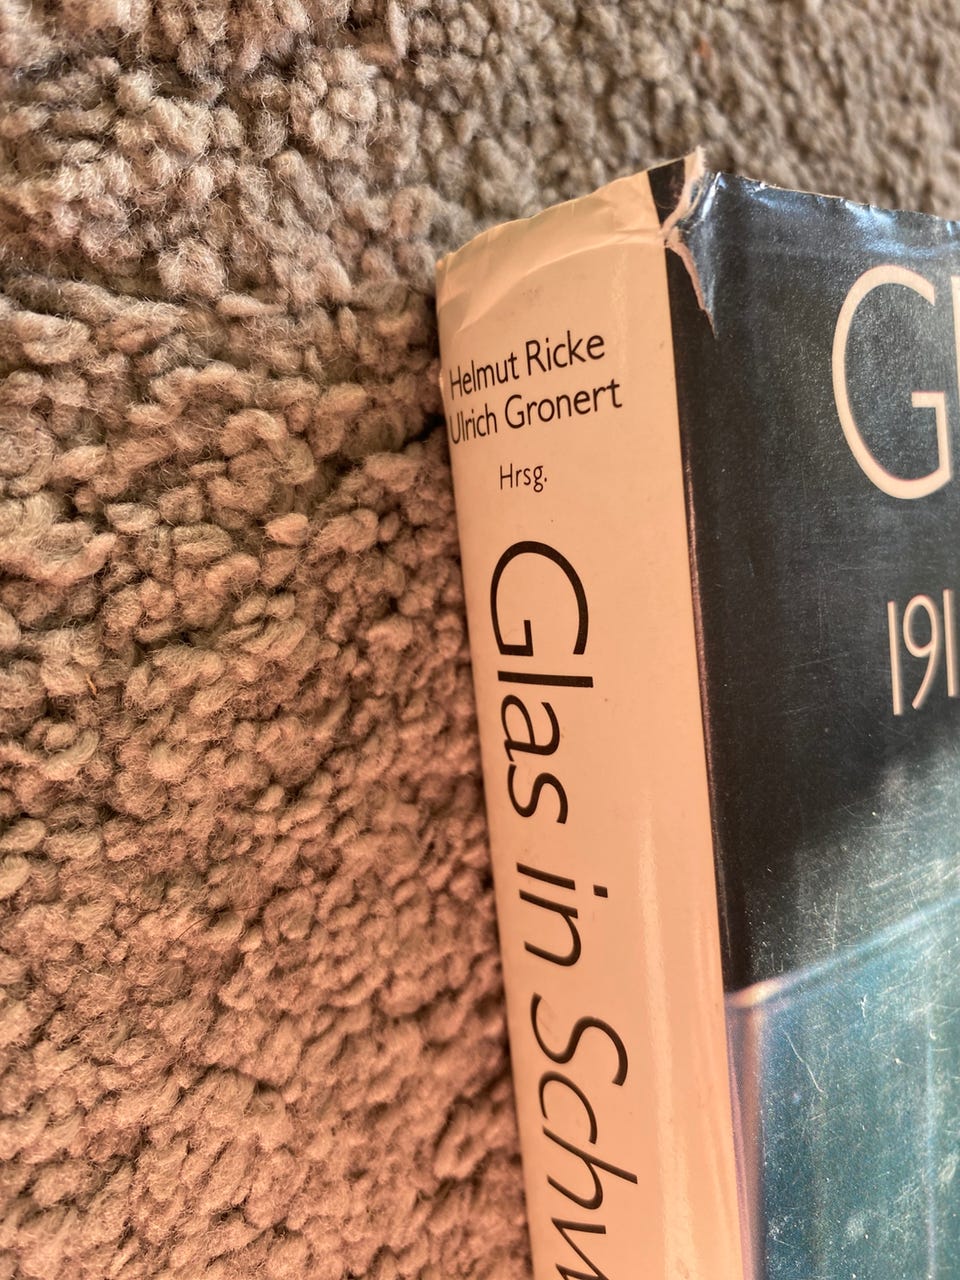 Helmut Ricke
Ulrich Gronert
Hrsg.
Glas in Schw
Gl
191